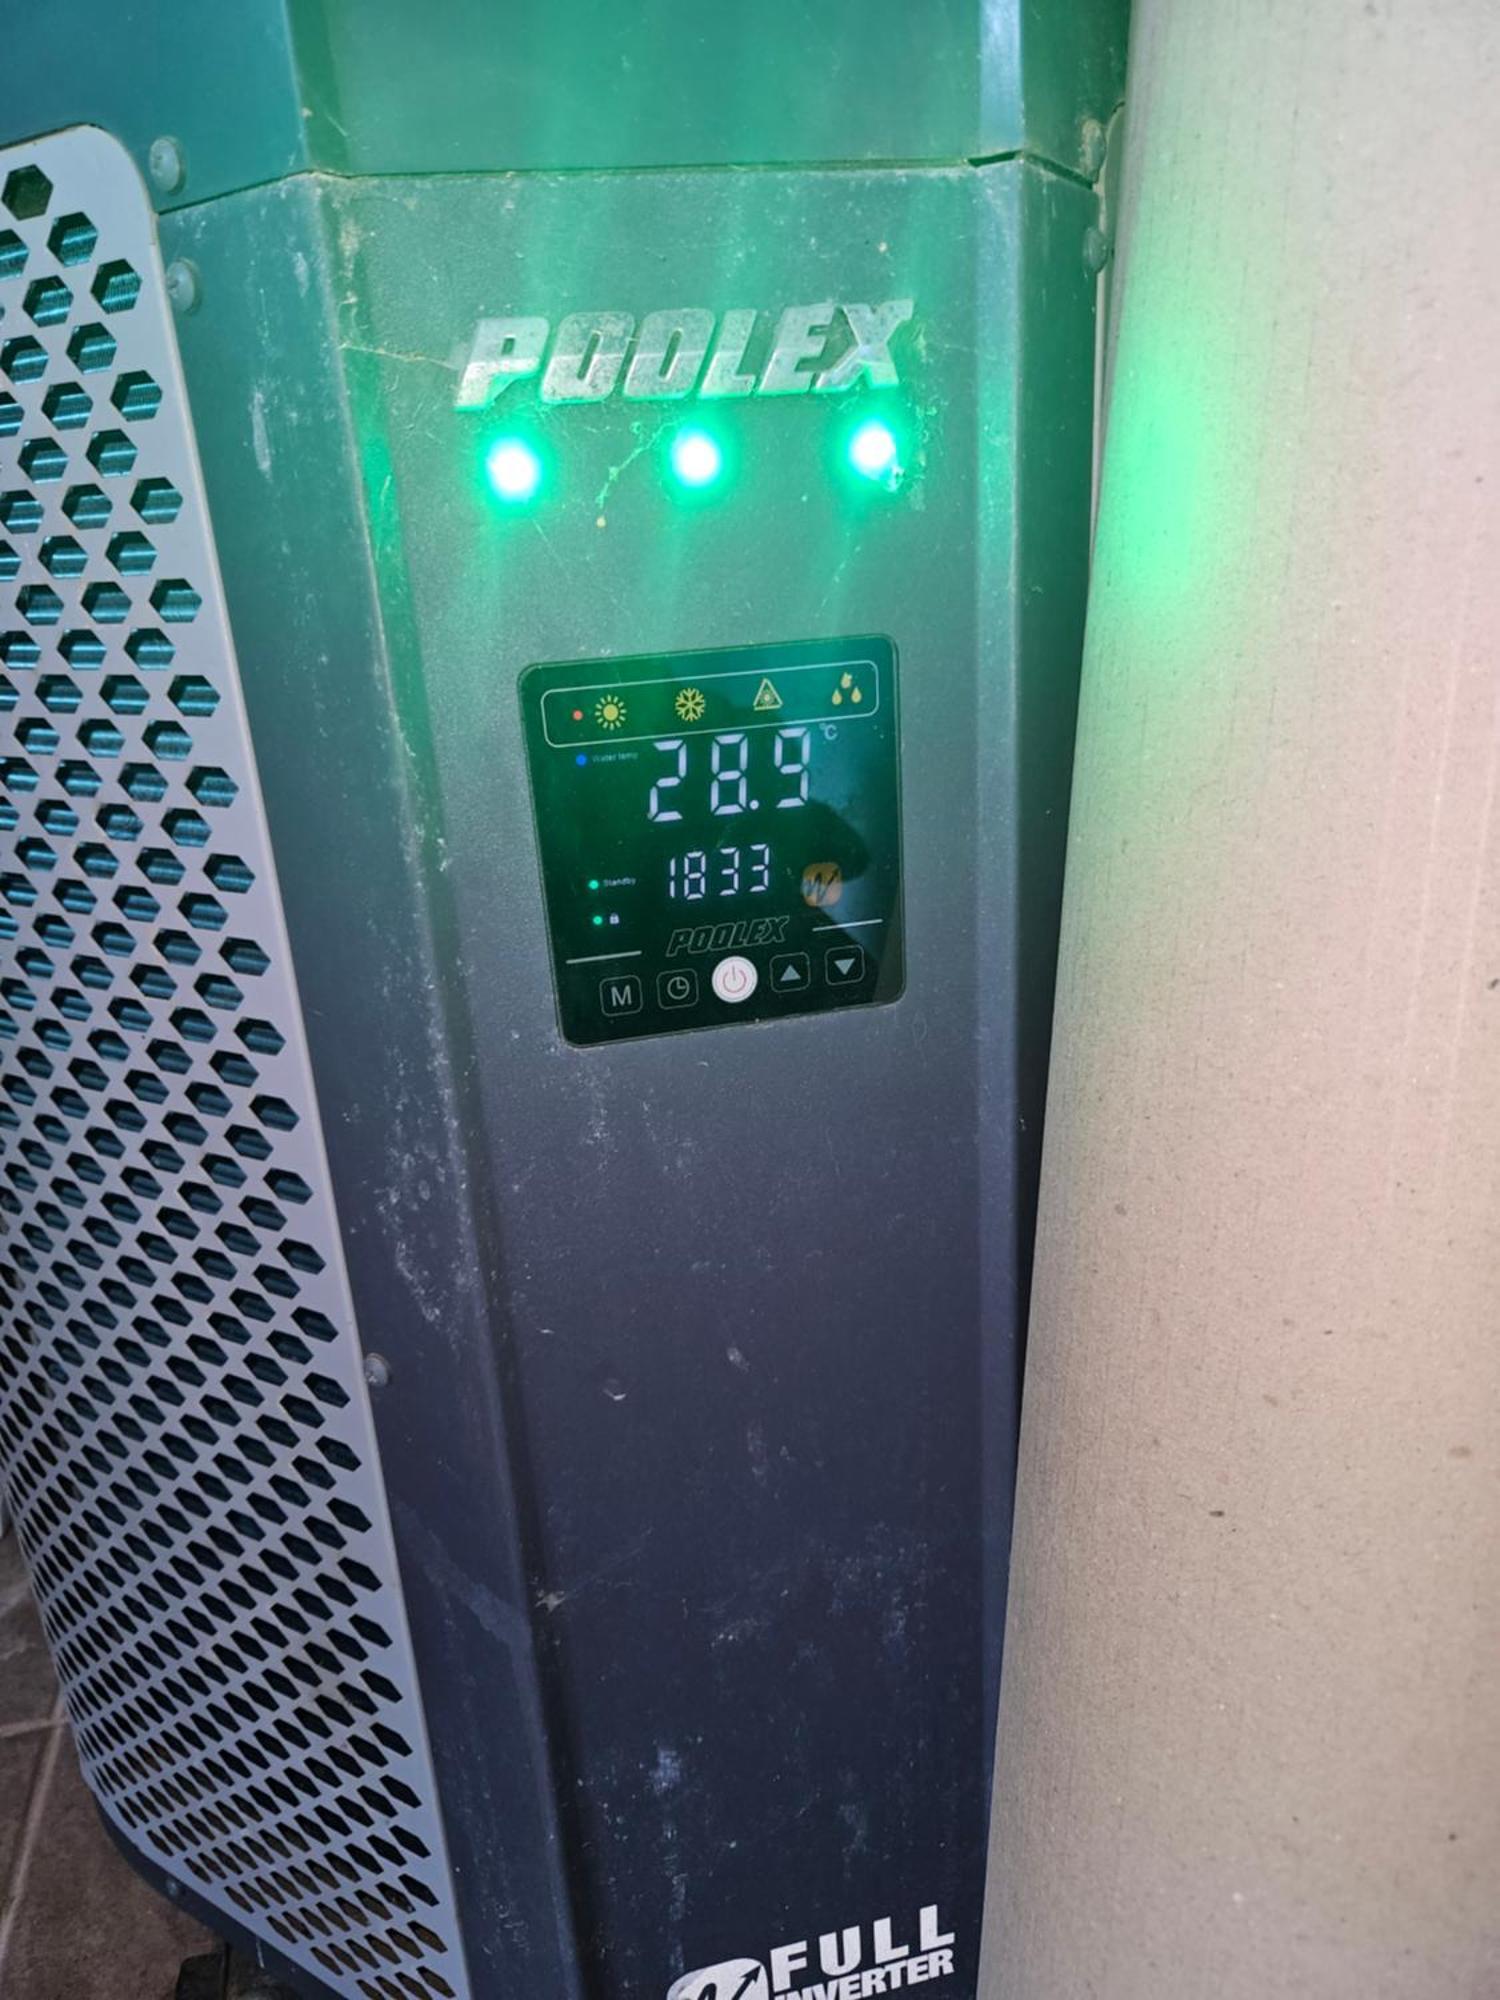 POOLEX
28.9 °C
Water temp
1833
Standby
POOLEX
M
FULL
INVERTER